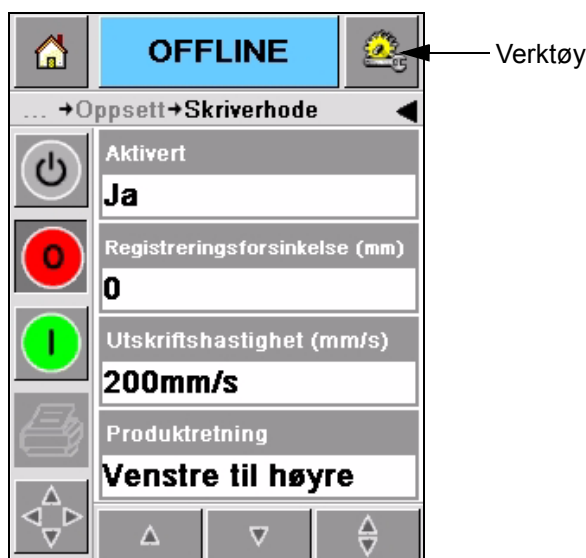 OFFLINE
Verktøy
... →Oppsett→Skriverhode
Aktivert
Ja
Registreringsforsinkelse (mm)
0
Utskriftshastighet (mm/s)
200mm/s
Produktretning
Venstre til høyre